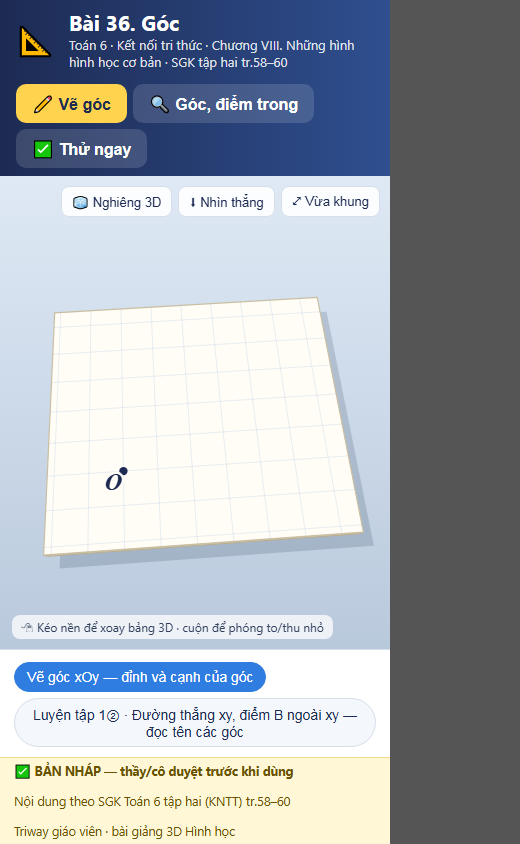 Bài 36. Góc
Toán 6 · Kết nối tri thức · Chương VIII. Những hình
hình học cơ bản · SGK tập hai tr.58–60
Vẽ góc
Góc, điểm trong
Thử ngay
Nghiêng 3D
Nhìn thẳng
Vừa khung
O
Kéo nền để xoay bảng 3D · cuộn để phóng to/thu nhỏ
Vẽ góc xOy — đỉnh và cạnh của góc
Luyện tập 1② · Đường thẳng xy, điểm B ngoài xy —
đọc tên các góc
BẢN NHÁP — thầy/cô duyệt trước khi dùng
Nội dung theo SGK Toán 6 tập hai (KNTT) tr.58–60
Triway giáo viên · bài giảng 3D Hình học